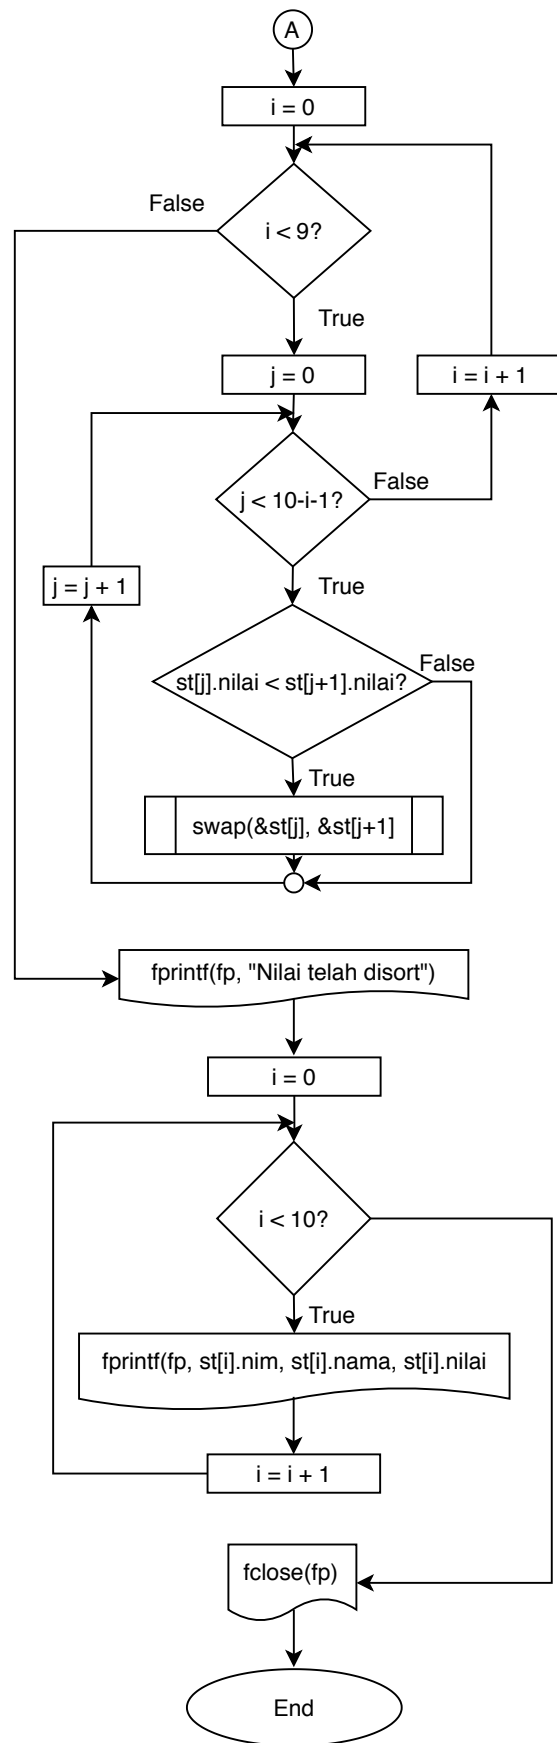 A
i = 0
False
i < 9?
True
j = 0
i = i + 1
j < 10-i-1?
False
True
j = j + 1
st[j].nilai < st[j+1].nilai?
False
True
swap(&st[j], &st[j+1]
fprintf(fp, "Nilai telah disort")
i = 0
i < 10?
True
fprintf(fp, st[i].nim, st[i].nama, st[i].nilai
i = i + 1
fclose(fp)
End